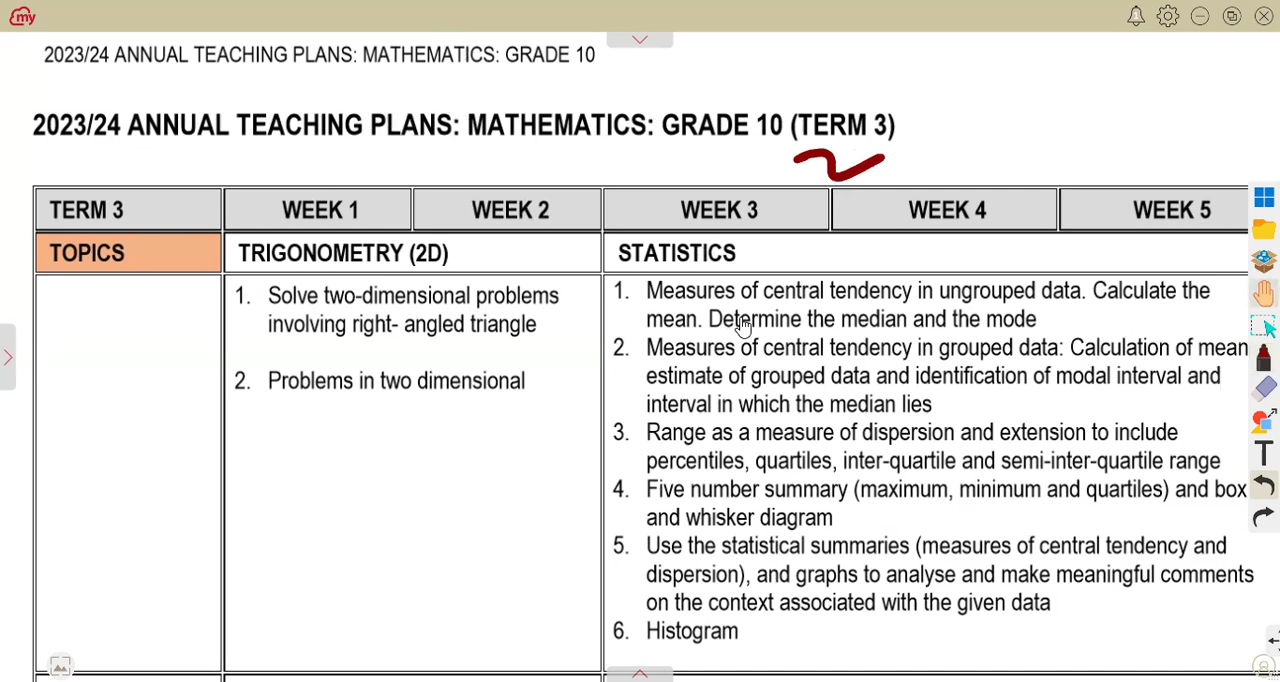 my
2023/24 ANNUAL TEACHING PLANS: MATHEMATICS: GRADE 10
2023/24 ANNUAL TEACHING PLANS: MATHEMATICS: GRADE 10 (TERM 3)
TERM 3 WEEK 1 WEEK 2 WEEK 3 WEEK 4 WEEK 5
TOPICS TRIGONOMETRY (2D) STATISTICS
1. Solve two-dimensional problems
involving right- angled triangle
2. Problems in two dimensional
1. Measures of central tendency in ungrouped data. Calculate the
mean. Determine the median and the mode
2. Measures of central tendency in grouped data: Calculation of mean
estimate of grouped data and identification of modal interval and
interval in which the median lies
3. Range as a measure of dispersion and extension to include
percentiles, quartiles, inter-quartile and semi-inter-quartile range
4. Five number summary (maximum, minimum and quartiles) and box
and whisker diagram
5. Use the statistical summaries (measures of central tendency and
dispersion), and graphs to analyse and make meaningful comments
on the context associated with the given data
6. Histogram
T
8